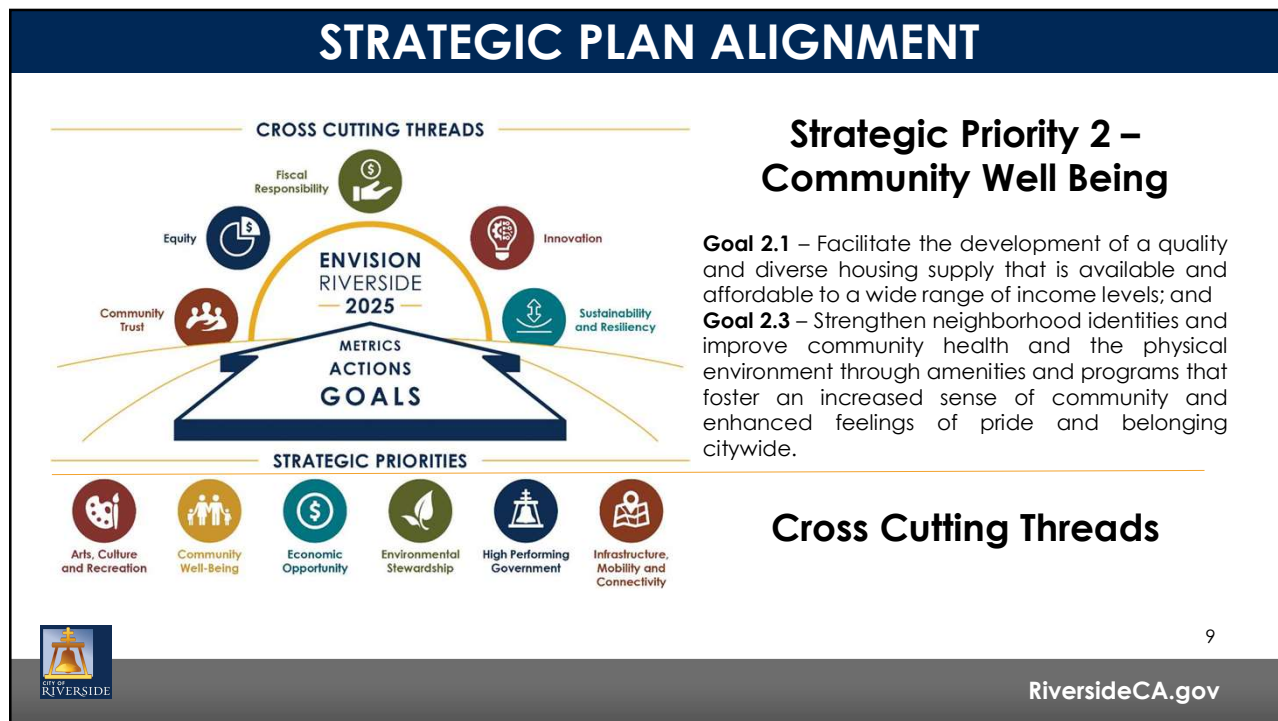 STRATEGIC PLAN ALIGNMENT
CROSS CUTTING THREADS
Fiscal
Responsibility
Equity
Innovation
Community
Trust
Sustainability
and Resiliency
ENVISION
RIVERSIDE
2025
METRICS
ACTIONS
GOALS
STRATEGIC PRIORITIES
Arts, Culture
and Recreation
Community
Well-Being
Economic
Opportunity
Environmental
Stewardship
High Performing
Government
Infrastructure,
Mobility and
Connectivity
Strategic Priority 2 –
Community Well Being
Goal 2.1 – Facilitate the development of a quality
and diverse housing supply that is available and
affordable to a wide range of income levels; and
Goal 2.3 – Strengthen neighborhood identities and
improve community health and the physical
environment through amenities and programs that
foster an increased sense of community and
enhanced feelings of pride and belonging
citywide.
Cross Cutting Threads
9
CITY OF
RIVERSIDE
RiversideCA.gov